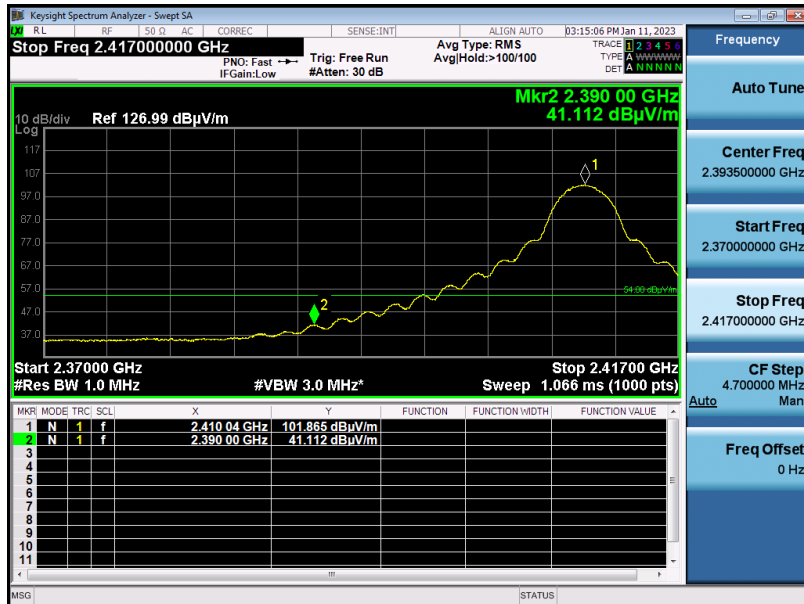 Keysight Spectrum Analyzer - Swept SA
LXI RL RF 50 Ω AC CORREC SENSE:INT ALIGN AUTO 03:15:06 PM Jan 11, 2023
Stop Freq 2.417000000 GHz
PNO: Fast
IFGain:Low
Trig: Free Run
#Atten: 30 dB
Avg Type: RMS
Avg|Hold:>100/100
TRACE 1 2 3 4 5 6
TYPE A WWWWW
DET A N N N N N
Mkr2 2.390 00 GHz
41.112 dBµV/m
10 dB/div Ref 126.99 dBµV/m
Log
117
107
97.0
87.0
77.0
67.0
57.0
47.0
37.0
1
2
54.00 dBµV/m
Start 2.37000 GHz Stop 2.41700 GHz
#Res BW 1.0 MHz #VBW 3.0 MHz* Sweep 1.066 ms (1000 pts)
MKR MODE TRC SCL X Y FUNCTION FUNCTION WIDTH FUNCTION VALUE
1 N 1 f 2.410 04 GHz 101.865 dBµV/m
2 N 1 f 2.390 00 GHz 41.112 dBµV/m
3
4
5
6
7
8
9
10
11
MSG STATUS
Frequency
Auto Tune
Center Freq
2.393500000 GHz
Start Freq
2.370000000 GHz
Stop Freq
2.417000000 GHz
CF Step
4.700000 MHz
Auto Man
Freq Offset
0 Hz